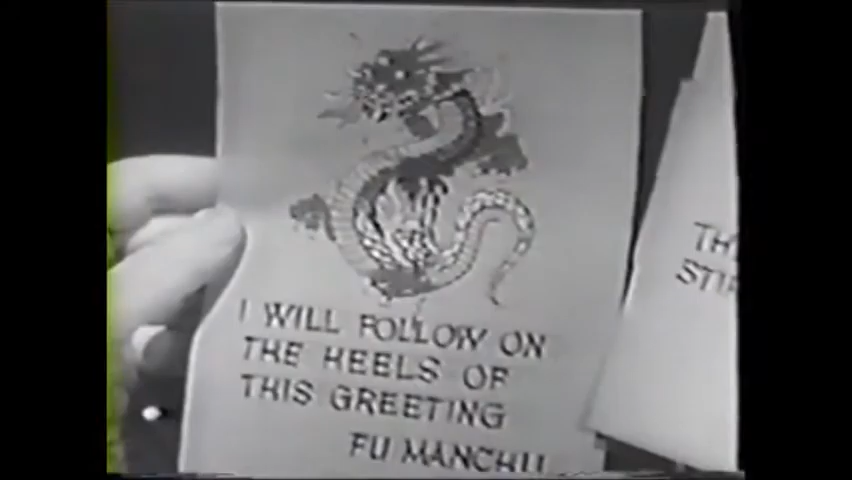 I WILL FOLLOW ON
THE HEELS OF
THIS GREETING
FU MANCHU